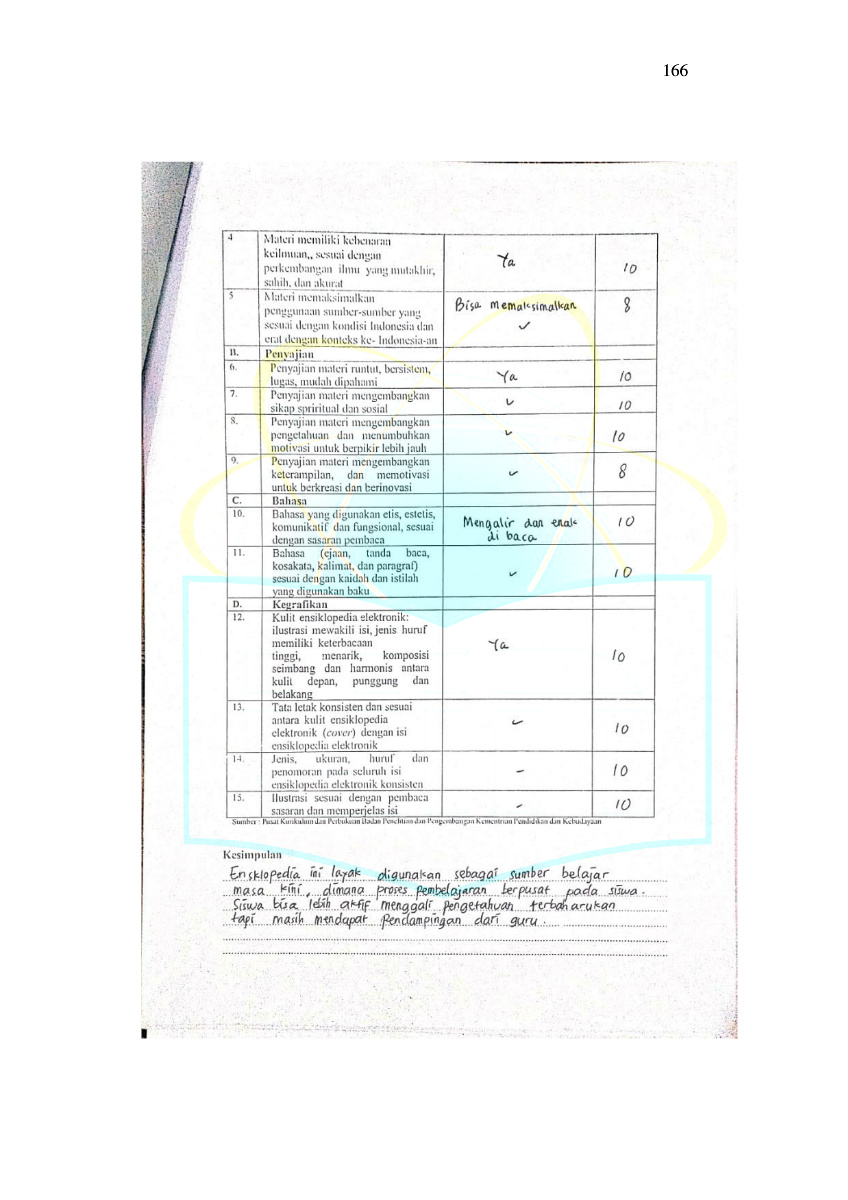 166
4 Materi memiliki kebenaran
keilmuan,, sesuai dengan
perkembangan ilmu yang mutakhir,
sahih, dan akurat
Ya
10
5 Materi memaksimalkan
penggunaan sumber-sumber yang
sesuai dengan kondisi Indonesia dan
erat dengan konteks ke- Indonesia-an
Bisa memaksimalkan
✓
8
B. Penyajian
6. Penyajian materi runtut, bersistem,
lugas, mudah dipahami
Ya
10
7. Penyajian materi mengembangkan
sikap spriritual dan sosial
✓
10
8. Penyajian materi mengembangkan
pengetahuan dan menumbuhkan
motivasi untuk berpikir lebih jauh
✓
10
9. Penyajian materi mengembangkan
keterampilan, dan memotivasi
untuk berkreasi dan berinovasi
✓
8
C. Bahasa
10. Bahasa yang digunakan etis, estetis,
komunikatif dan fungsional, sesuai
dengan sasaran pembaca
Mengalir dan enak
di baca
10
11. Bahasa (ejaan, tanda baca,
kosakata, kalimat, dan paragraf)
sesuai dengan kaidah dan istilah
yang digunakan baku
✓
10
D. Kegrafikan
12. Kulit ensiklopedia elektronik:
ilustrasi mewakili isi, jenis huruf
memiliki keterbacaan
tinggi, menarik, komposisi
seimbang dan harmonis antara
kulit depan, punggung dan
belakang
Ya
10
13. Tata letak konsisten dan sesuai
antara kulit ensiklopedia
elektronik (cover) dengan isi
ensiklopedia elektronik
✓
10
14. Jenis, ukuran, huruf dan
penomoran pada seluruh isi
ensiklopedia elektronik konsisten
✓
10
15. Ilustrasi sesuai dengan pembaca
sasaran dan memperjelas isi
✓
10
Sumber : Pusat Kurikulum dan Perbukuan Badan Penelitian dan Pengembangan Kementrian Pendidikan dan Kebudayaan
Kesimpulan
Ensklopedia ini layak digunakan sebagai sumber belajar
masa kini, dimana proses pembelajaran berpusat pada siswa.
Siswa bisa lebih aktif menggali pengetahuan terbaharukan
tapi masih mendapat pendampingan dari guru.